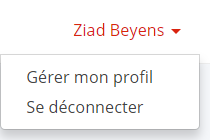 Ziad Beyens
Gérer mon profil
Se déconnecter